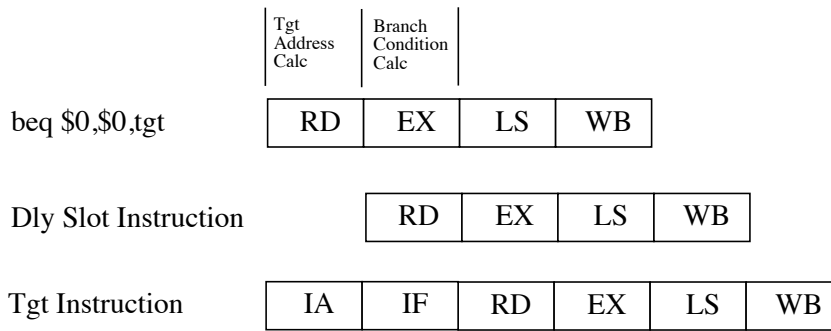 Tgt Address Calc
Branch Condition Calc
beq $0,$0,tgt RD EX LS WB
Dly Slot Instruction RD EX LS WB
Tgt Instruction IA IF RD EX LS WB